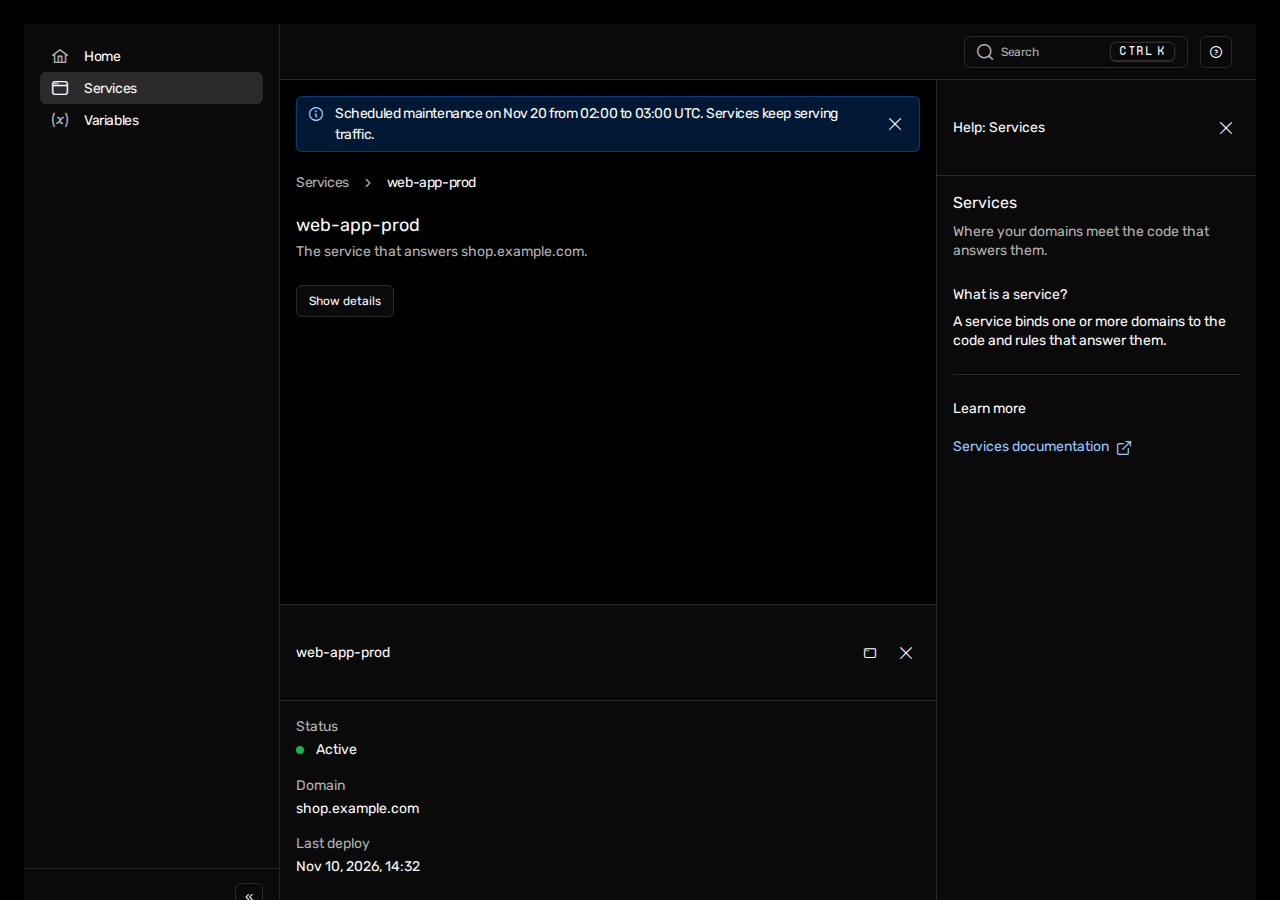 Home
Services
(x) Variables
Search
CTRL K
Scheduled maintenance on Nov 20 from 02:00 to 03:00 UTC. Services keep serving
traffic.
Services
web-app-prod
web-app-prod
The service that answers shop.example.com.
Show details
web-app-prod
Status
Active
Domain
shop.example.com
Last deploy
Nov 10, 2026, 14:32
Help: Services
Services
Where your domains meet the code that
answers them.
What is a service?
A service binds one or more domains to the
code and rules that answer them.
Learn more
Services documentation